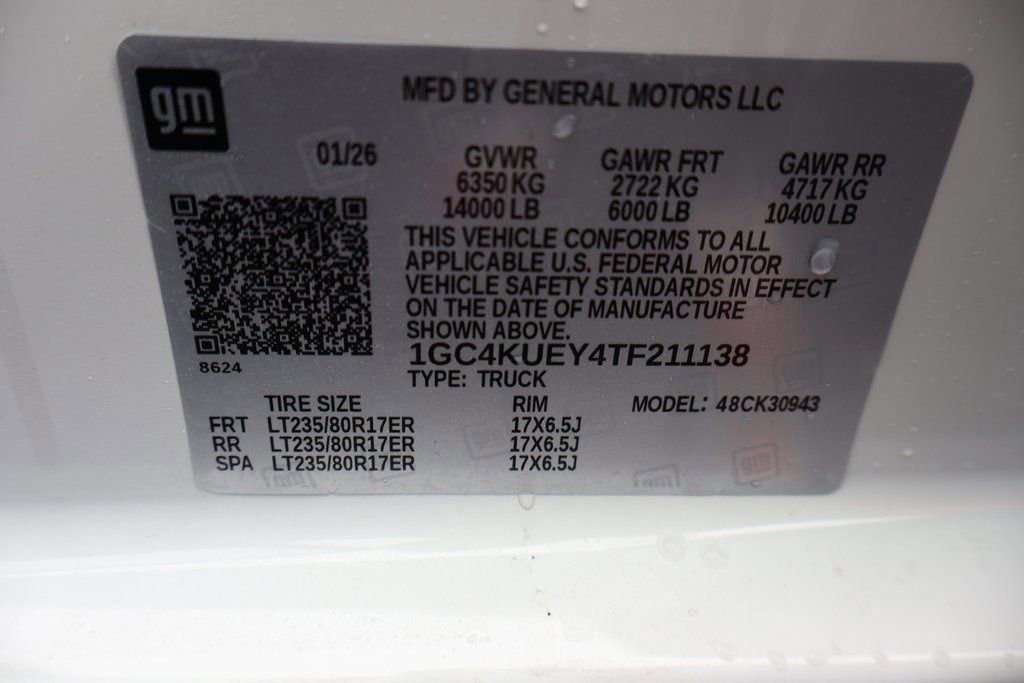 gm
MFD BY GENERAL MOTORS LLC
01/26 GVWR GAWR FRT GAWR RR
6350 KG 2722 KG 4717 KG
14000 LB 6000 LB 10400 LB
THIS VEHICLE CONFORMS TO ALL
APPLICABLE U.S. FEDERAL MOTOR
VEHICLE SAFETY STANDARDS IN EFFECT
ON THE DATE OF MANUFACTURE
SHOWN ABOVE.
8624
1GC4KUEY4TF211138
TYPE: TRUCK
TIRE SIZE RIM MODEL: 48CK30943
FRT LT235/80R17ER 17X6.5J
RR LT235/80R17ER 17X6.5J
SPA LT235/80R17ER 17X6.5J
gm